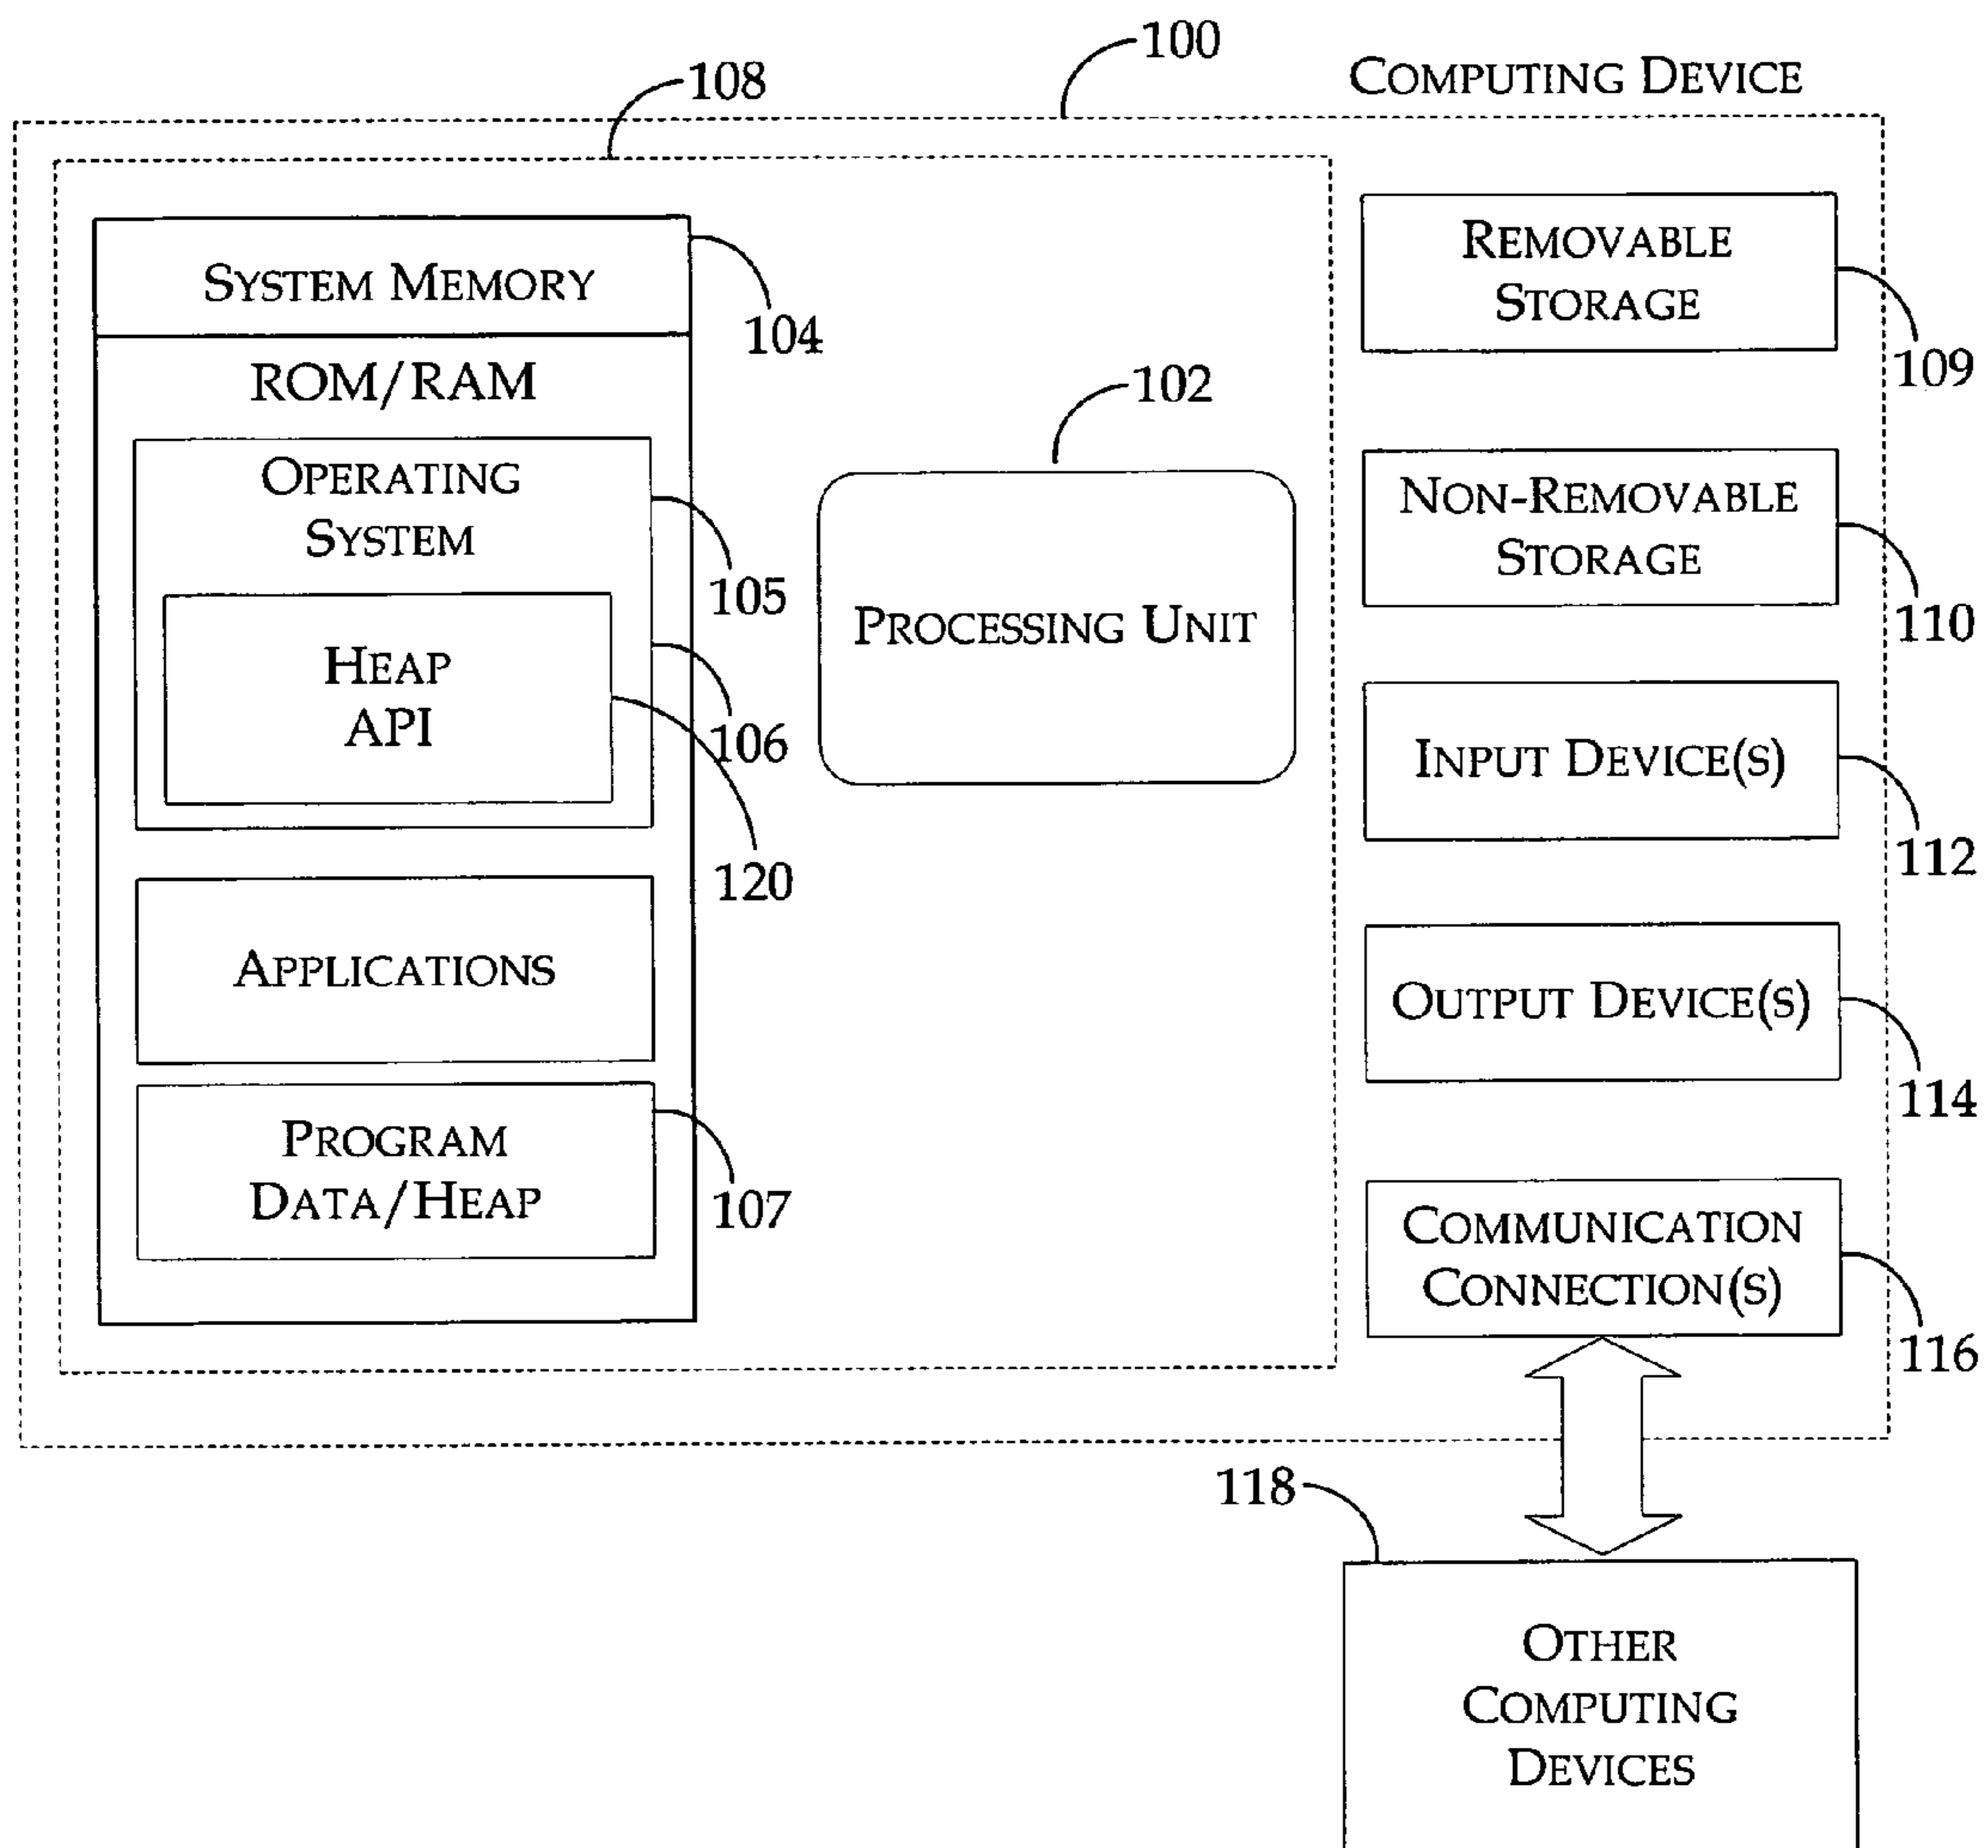 100
COMPUTING DEVICE
108
SYSTEM MEMORY
104
ROM/RAM
OPERATING
SYSTEM
105
HEAP
API
106
120
APPLICATIONS
PROGRAM
DATA/HEAP
107
102
PROCESSING UNIT
REMOVABLE
STORAGE
109
NON-REMOVABLE
STORAGE
110
INPUT DEVICE(S)
112
OUTPUT DEVICE(S)
114
COMMUNICATION
CONNECTION(S)
116
118
OTHER
COMPUTING
DEVICES